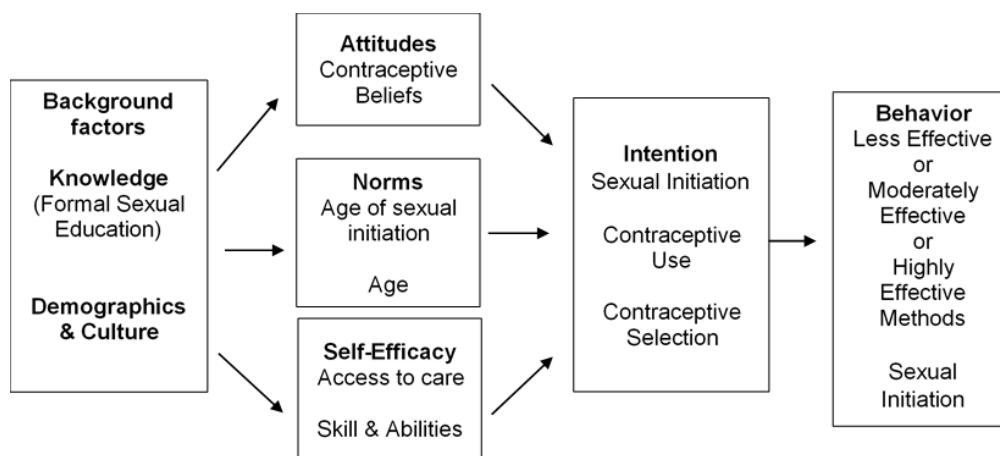 Background
factors
Knowledge
(Formal Sexual
Education)
Demographics
& Culture
Attitudes
Contraceptive
Beliefs
Norms
Age of sexual
initiation
Age
Self-Efficacy
Access to care
Skill & Abilities
Intention
Sexual Initiation
Contraceptive
Use
Contraceptive
Selection
Behavior
Less Effective
or
Moderately
Effective
or
Highly
Effective
Methods
Sexual
Initiation